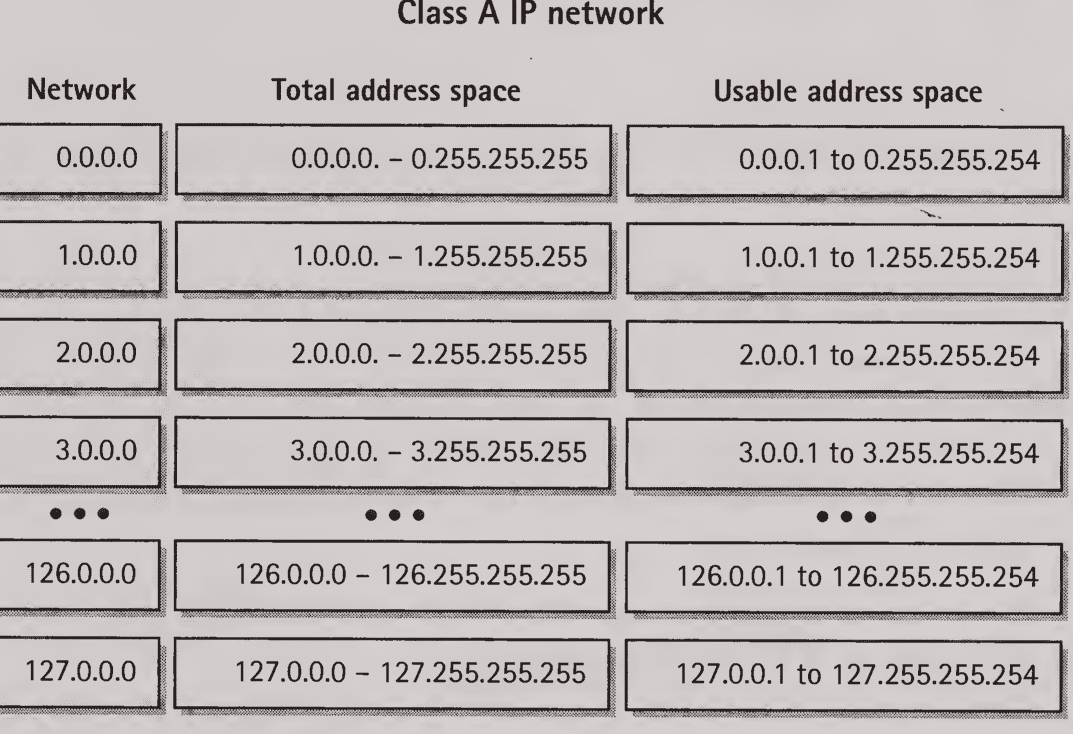 Class A IP network
Network Total address space Usable address space
0.0.0.0 0.0.0.0. – 0.255.255.255 0.0.0.1 to 0.255.255.254
1.0.0.0 1.0.0.0. – 1.255.255.255 1.0.0.1 to 1.255.255.254
2.0.0.0 2.0.0.0. – 2.255.255.255 2.0.0.1 to 2.255.255.254
3.0.0.0 3.0.0.0. – 3.255.255.255 3.0.0.1 to 3.255.255.254
••• ••• •••
126.0.0.0 126.0.0.0 – 126.255.255.255 126.0.0.1 to 126.255.255.254
127.0.0.0 127.0.0.0 – 127.255.255.255 127.0.0.1 to 127.255.255.254